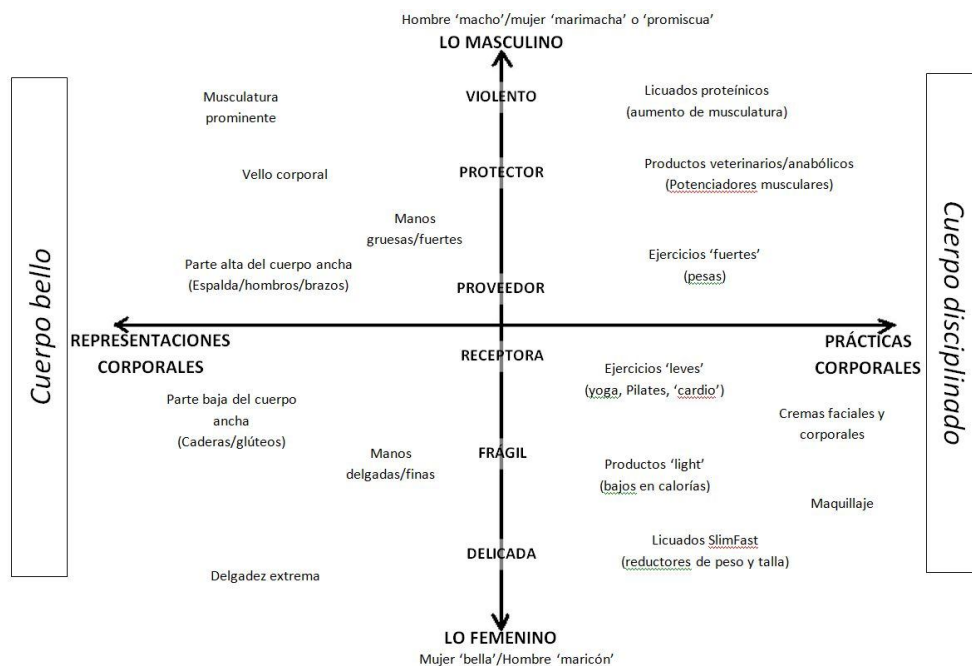 Hombre ‘macho’/mujer ‘marimacha’ o ‘promiscua’
LO MASCULINO
Cuerpo bello
Musculatura
prominente
VIOLENTO
Licuados proteínicos
(aumento de musculatura)
Vello corporal
PROTECTOR
Productos veterinarios/anabólicos
(Potenciadores musculares)
Manos
gruesas/fuertes
Parte alta del cuerpo ancha
(Espalda/hombros/brazos)
PROVEEDOR
Ejercicios ‘fuertes’
(pesas)
Cuerpo disciplinado
REPRESENTACIONES
CORPORALES
RECEPTORA
PRÁCTICAS
CORPORALES
Parte baja del cuerpo
ancha
(Caderas/glúteos)
Ejercicios ‘leves’
(yoga, Pilates, ‘cardio’)
Cremas faciales y
corporales
Manos
delgadas/finas
FRÁGIL
Productos ‘light’
(bajos en calorías)
Maquillaje
DELICADA
Licuados SlimFast
(reductores de peso y talla)
Delgadez extrema
LO FEMENINO
Mujer ‘bella’/Hombre ‘maricón’